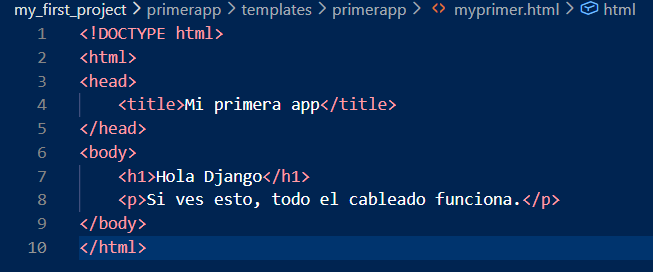 my_first_project > primerapp > templates > primerapp > <> myprimer.html > html
1 <!DOCTYPE html>
2 <html>
3 <head>
4     <title>Mi primera app</title>
5 </head>
6 <body>
7     <h1>Hola Django</h1>
8     <p>Si ves esto, todo el cableado funciona.</p>
9 </body>
10 </html>